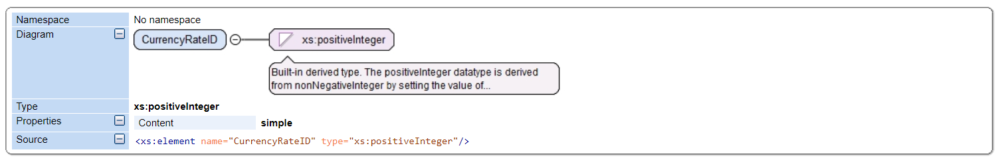 Namespace No namespace
Diagram
CurrencyRateID xs:positiveInteger
Built-in derived type. The positiveInteger datatype is derived
from nonNegativeInteger by setting the value of...
Type xs:positiveInteger
Properties Content simple
Source <xs:element name="CurrencyRateID" type="xs:positiveInteger"/>